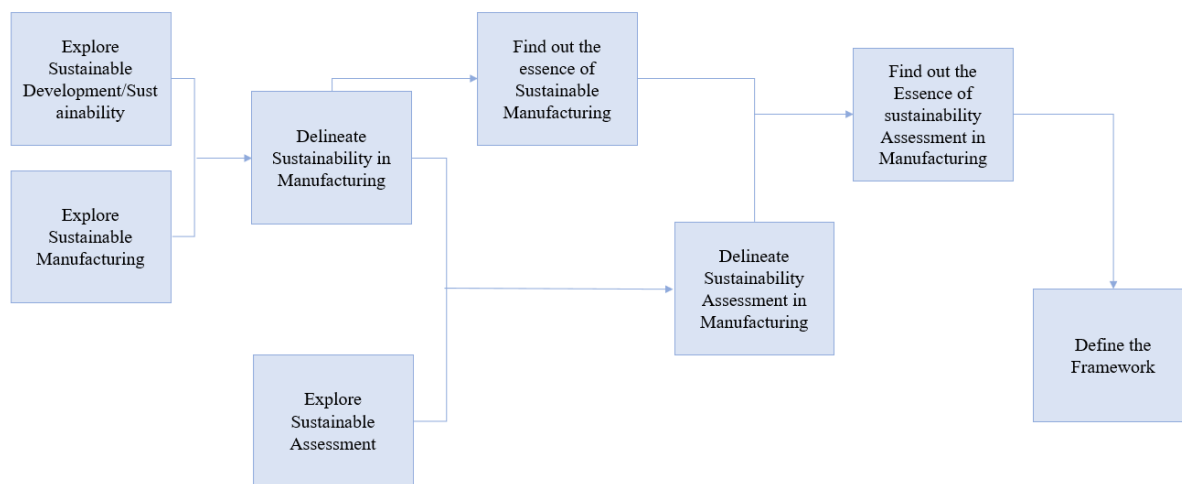 Explore
Sustainable
Development/Sust
ainability
Explore
Sustainable
Manufacturing
Delineate
Sustainability in
Manufacturing
Explore
Sustainable
Assessment
Find out the
essence of
Sustainable
Manufacturing
Delineate
Sustainability
Assessment in
Manufacturing
Find out the
Essence of
sustainability
Assessment in
Manufacturing
Define the
Framework